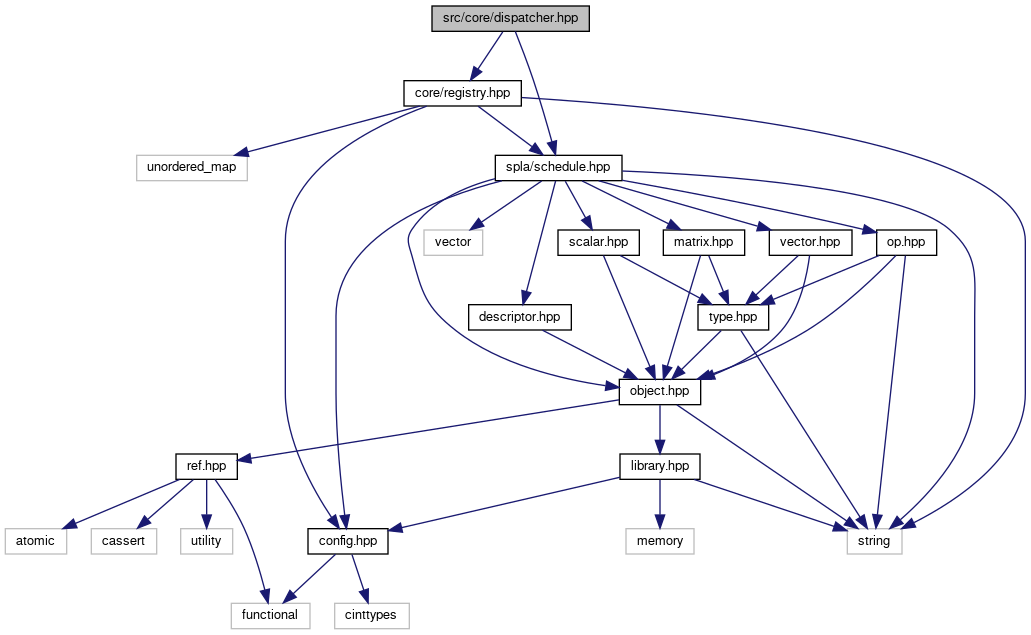 src/core/dispatcher.hpp
core/registry.hpp
unordered_map
spla/schedule.hpp
vector
scalar.hpp
matrix.hpp
vector.hpp
op.hpp
descriptor.hpp
type.hpp
object.hpp
ref.hpp
library.hpp
atomic
cassert
utility
config.hpp
memory
string
functional
cinttypes